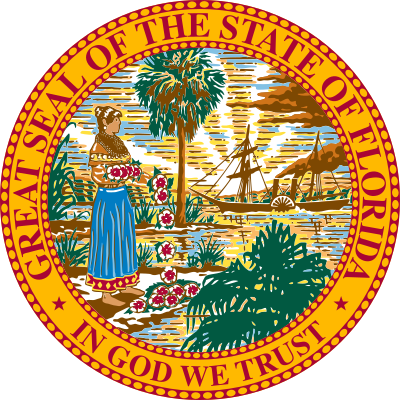 GREAT SEAL OF THE STATE OF FLORIDA
IN GOD WE TRUST